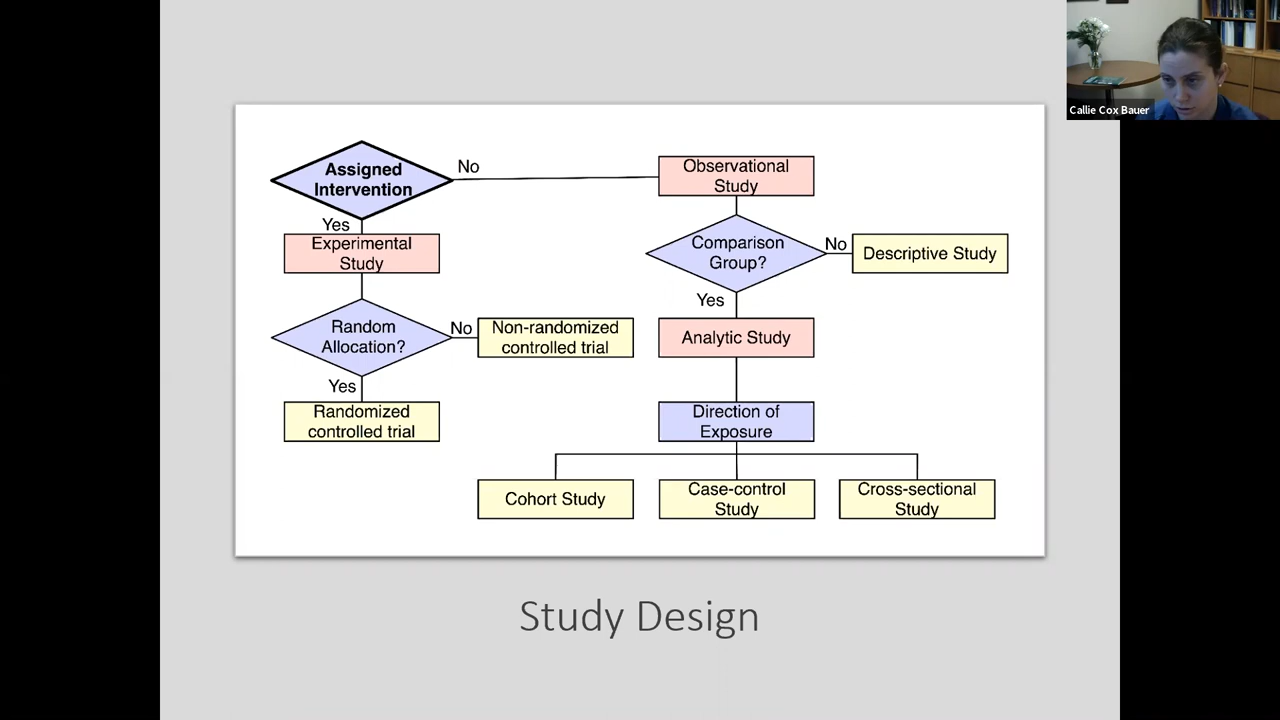 Callie Cox Bauer
Assigned
Intervention
No
Observational
Study
Yes
Experimental
Study
Comparison
Group?
No
Descriptive Study
Yes
Random
Allocation?
No
Non-randomized
controlled trial
Analytic Study
Yes
Randomized
controlled trial
Direction of
Exposure
Cohort Study
Case-control
Study
Cross-sectional
Study
Study Design